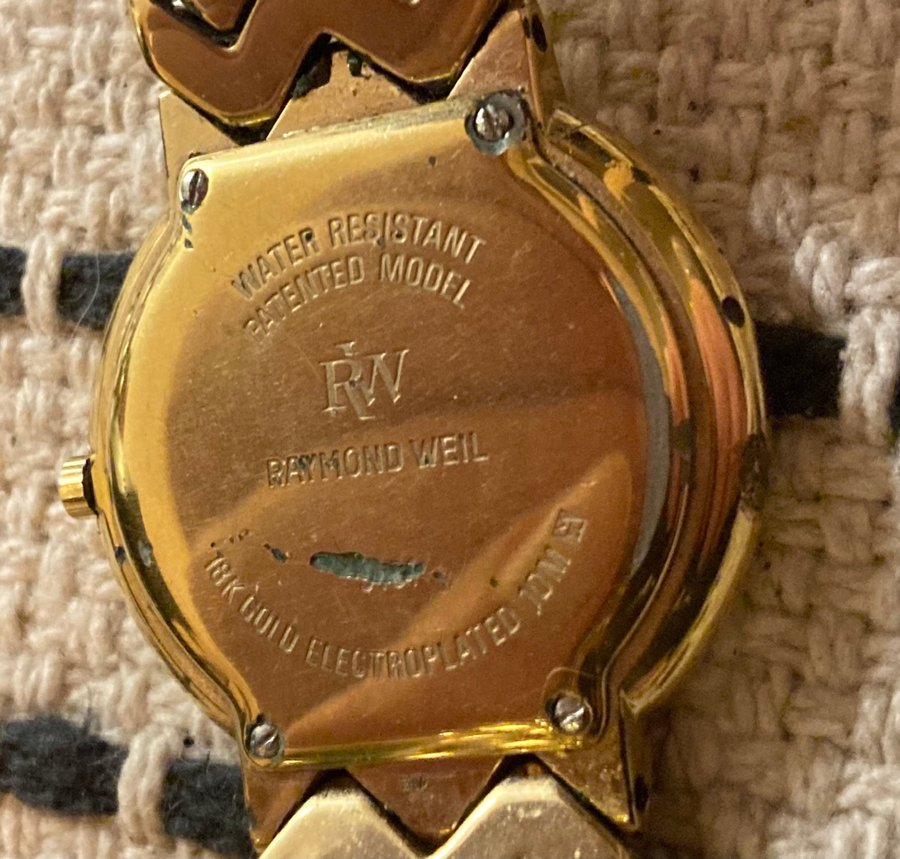 WATER RESISTANT
PATENTED MODEL
RW
RAYMOND WEIL
18K GOLD ELECTROPLATED 10M